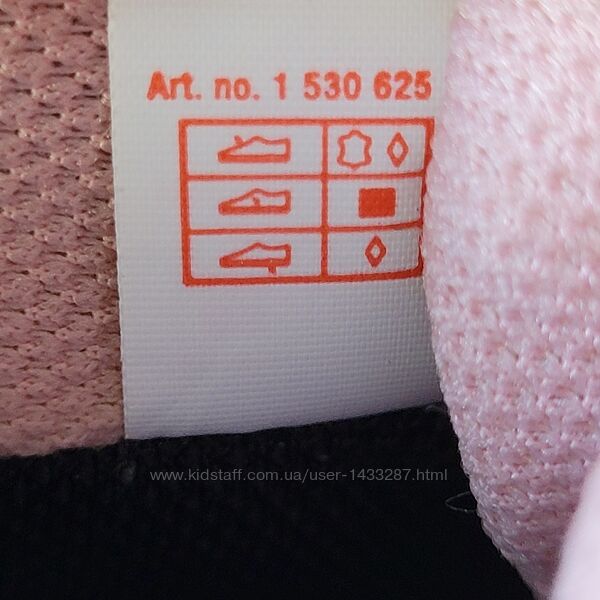 Art. no. 1 530 625
www.kidstaff.com.ua/user-1433287.html